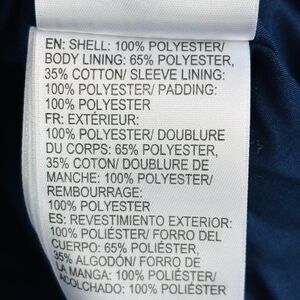 EN: SHELL: 100% POLYESTER/
BODY LINING: 65% POLYESTER,
35% COTTON/ SLEEVE LINING:
100% POLYESTER/ PADDING:
100% POLYESTER
FR: EXTÉRIEUR:
100% POLYESTER/ DOUBLURE
DU CORPS: 65% POLYESTER,
35% COTON/ DOUBLURE DE
MANCHE: 100% POLYESTER/
REMBOURRAGE:
100% POLYESTER
ES: REVESTIMIENTO EXTERIOR:
100% POLIÉSTER/ FORRO DEL
CUERPO: 65% POLIÉSTER,
35% ALGODÓN/ FORRO DE
LA MANGA: 100% POLIÉSTER/
ACOLCHADO: 100% POLIÉSTER